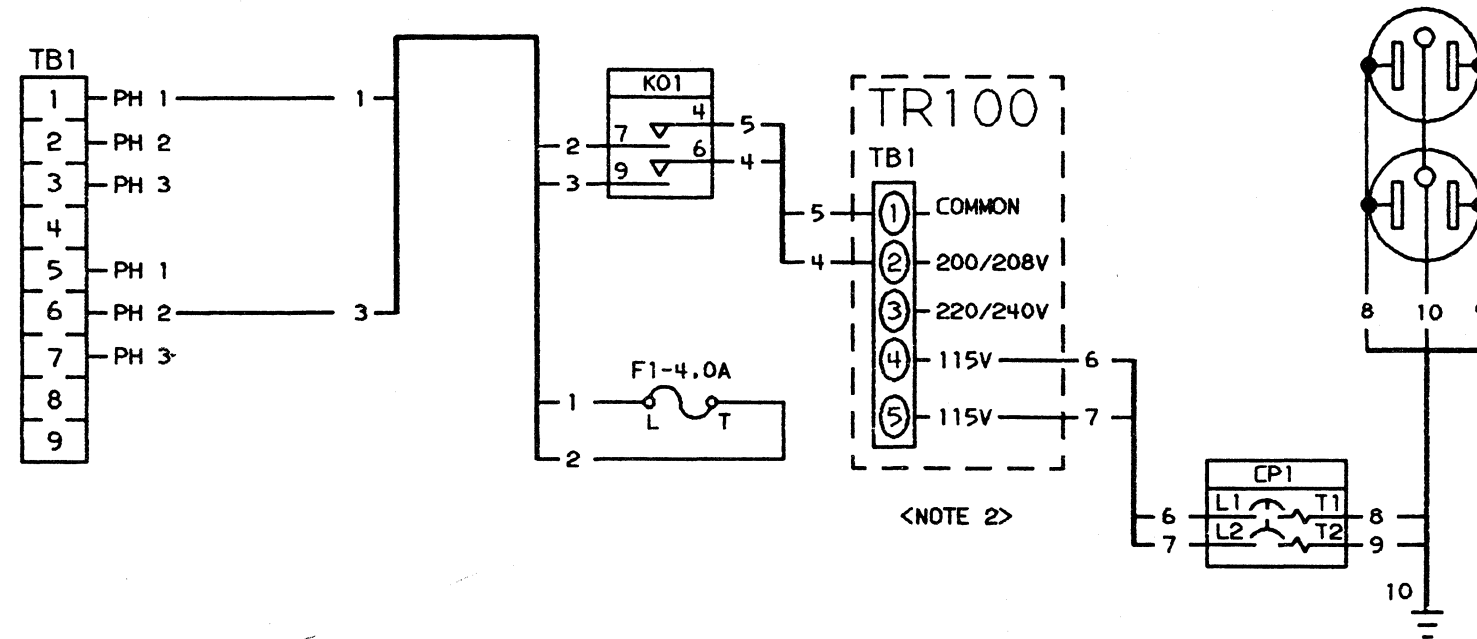 TB1
1 PH 1 1
2 PH 2
3 PH 3
4
5 PH 1
6 PH 2 3
7 PH 3
8
9
K01
2 7 4 5
3 9 6 4
F1-4.0A
1 L T
2
TR100
TB1
5 1 COMMON
4 2 200/208V
3 220/240V
4 115V 6
5 115V 7
<NOTE 2>
CP1
6 L1 T1 8
7 L2 T2 9
8 10
10